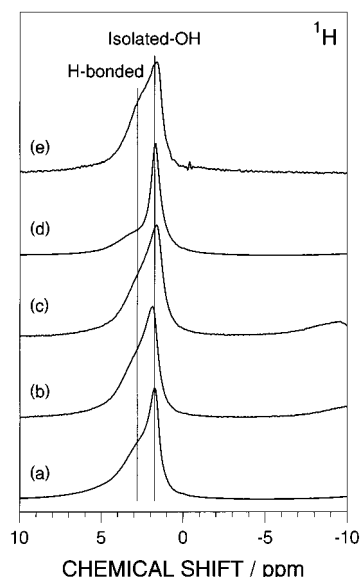 ¹H
Isolated-OH
H-bonded
(e)
(d)
(c)
(b)
(a)
10 5 0 -5 -10
CHEMICAL SHIFT / ppm